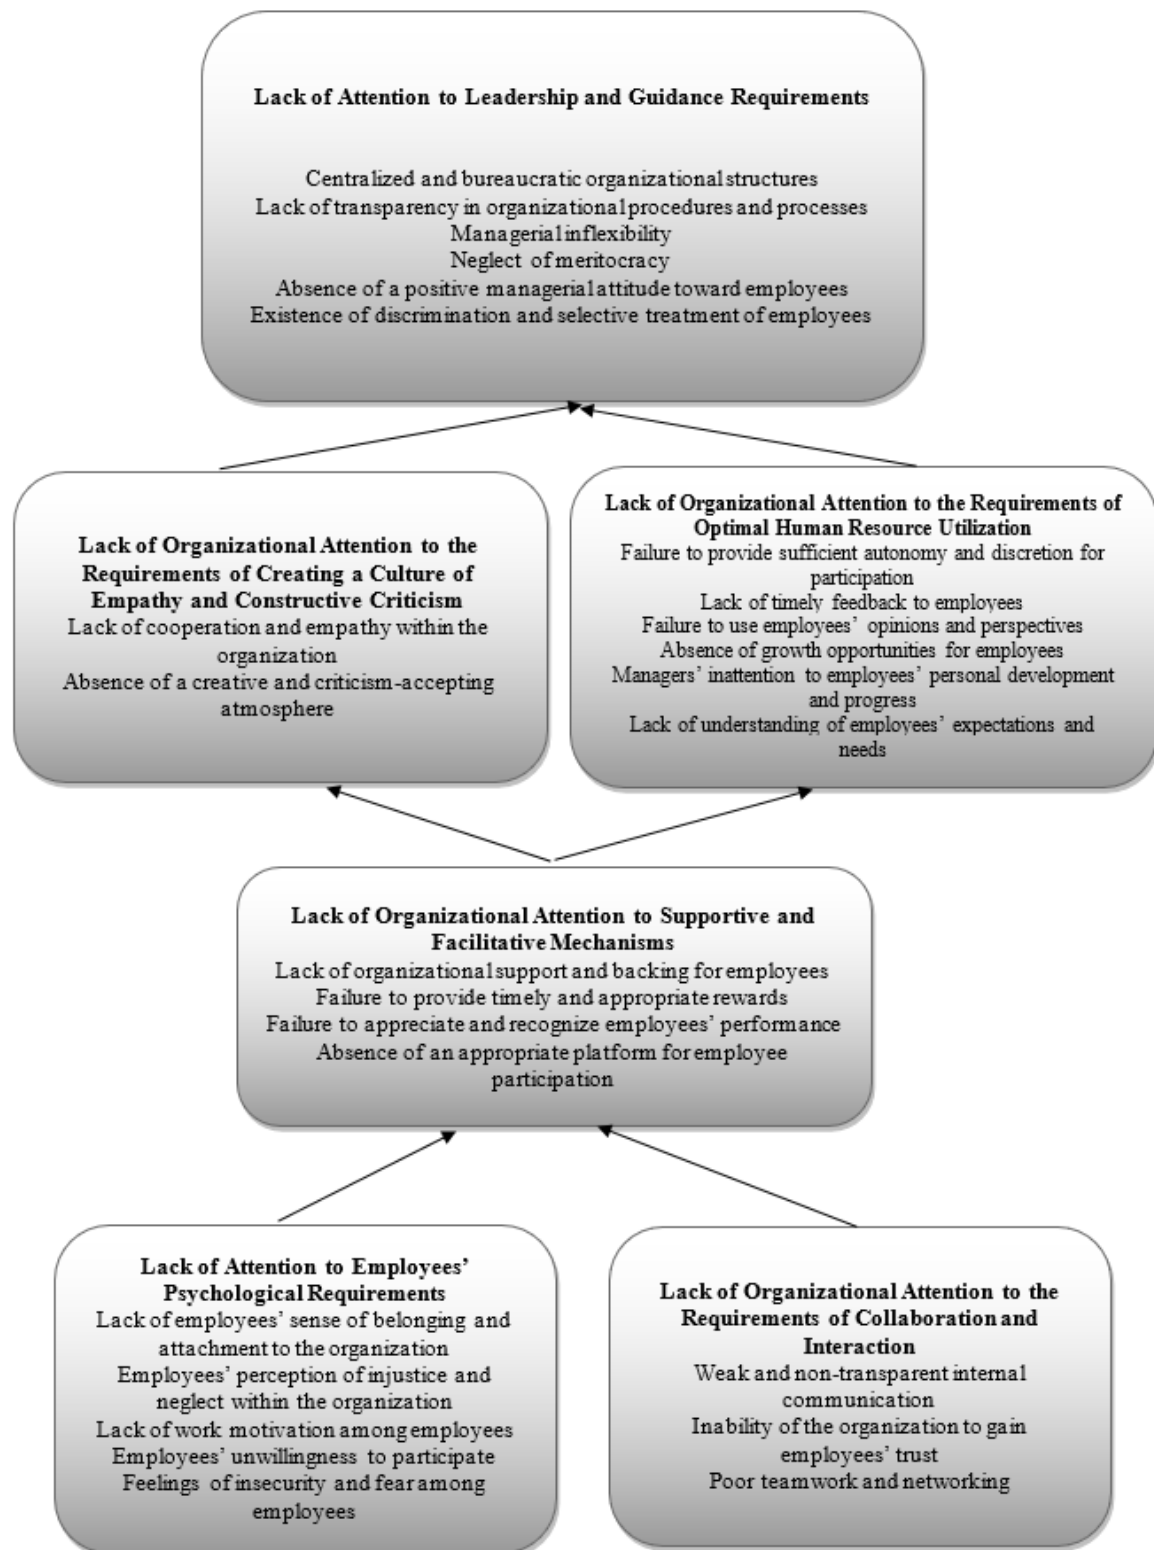 Lack of Attention to Leadership and Guidance Requirements
Centralized and bureaucratic organizational structures
Lack of transparency in organizational procedures and processes
Managerial inflexibility
Neglect of meritocracy
Absence of a positive managerial attitude toward employees
Existence of discrimination and selective treatment of employees
Lack of Organizational Attention to the
Requirements of Creating a Culture of
Empathy and Constructive Criticism
Lack of cooperation and empathy within the
organization
Absence of a creative and criticism-accepting
atmosphere
Lack of Organizational Attention to the Requirements of
Optimal Human Resource Utilization
Failure to provide sufficient autonomy and discretion for
participation
Lack of timely feedback to employees
Failure to use employees’ opinions and perspectives
Absence of growth opportunities for employees
Managers’ inattention to employees’ personal development
and progress
Lack of understanding of employees’ expectations and
needs
Lack of Organizational Attention to Supportive and
Facilitative Mechanisms
Lack of organizational support and backing for employees
Failure to provide timely and appropriate rewards
Failure to appreciate and recognize employees’ performance
Absence of an appropriate platform for employee
participation
Lack of Attention to Employees’
Psychological Requirements
Lack of employees’ sense of belonging and
attachment to the organization
Employees’ perception of injustice and
neglect within the organization
Lack of work motivation among employees
Employees’ unwillingness to participate
Feelings of insecurity and fear among
employees
Lack of Organizational Attention to the
Requirements of Collaboration and
Interaction
Weak and non-transparent internal
communication
Inability of the organization to gain
employees’ trust
Poor teamwork and networking